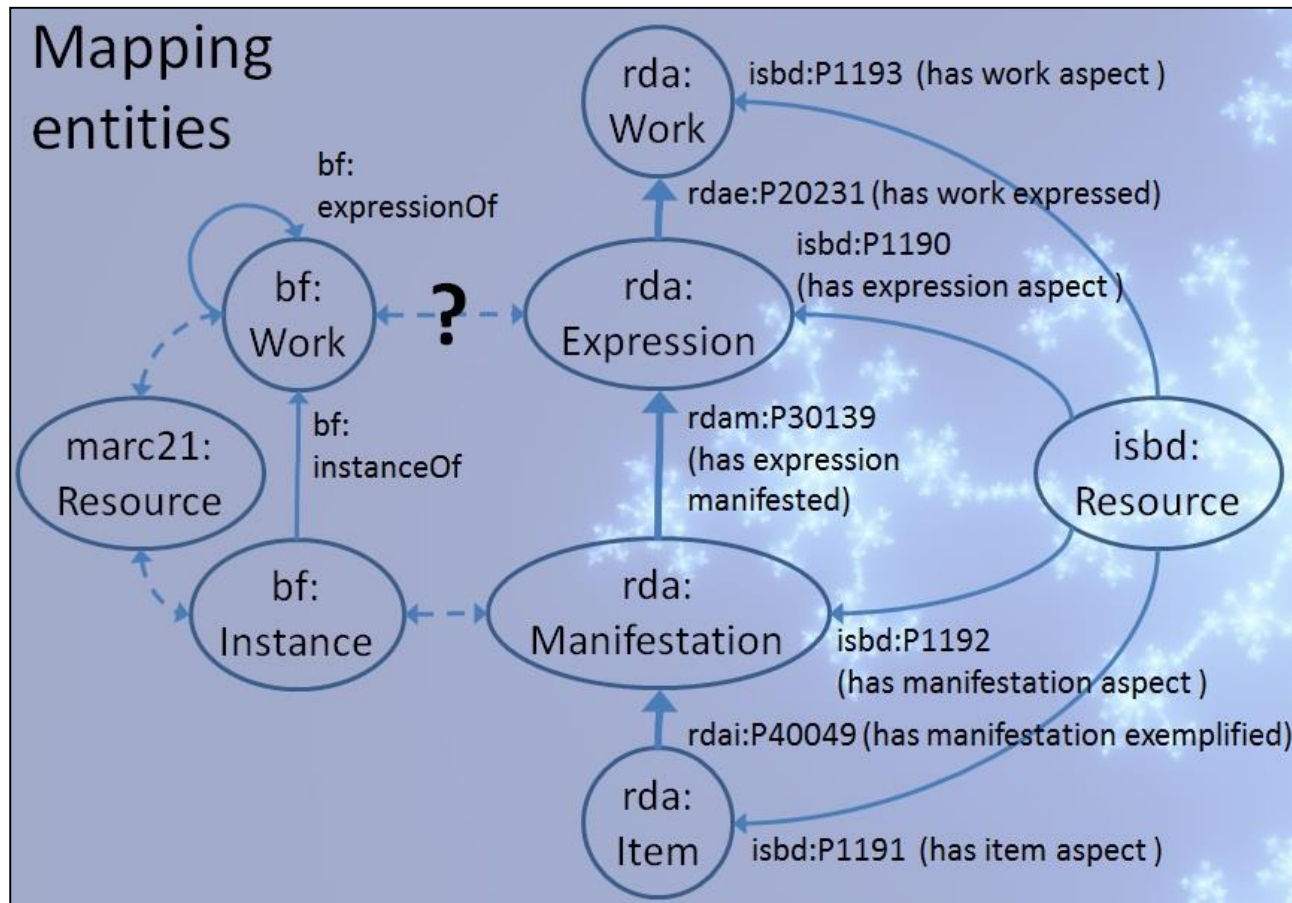 Mapping
entities
rda:
Work
isbd:P1193 (has work aspect )
bf:
expressionOf
rdae:P20231 (has work expressed)
isbd:P1190
(has expression aspect )
bf:
Work
?
rda:
Expression
marc21:
Resource
bf:
instanceOf
rdam:P30139
(has expression
manifested)
isbd:
Resource
bf:
Instance
rda:
Manifestation
isbd:P1192
(has manifestation aspect )
rdai:P40049 (has manifestation exemplified)
rda:
Item
isbd:P1191 (has item aspect )